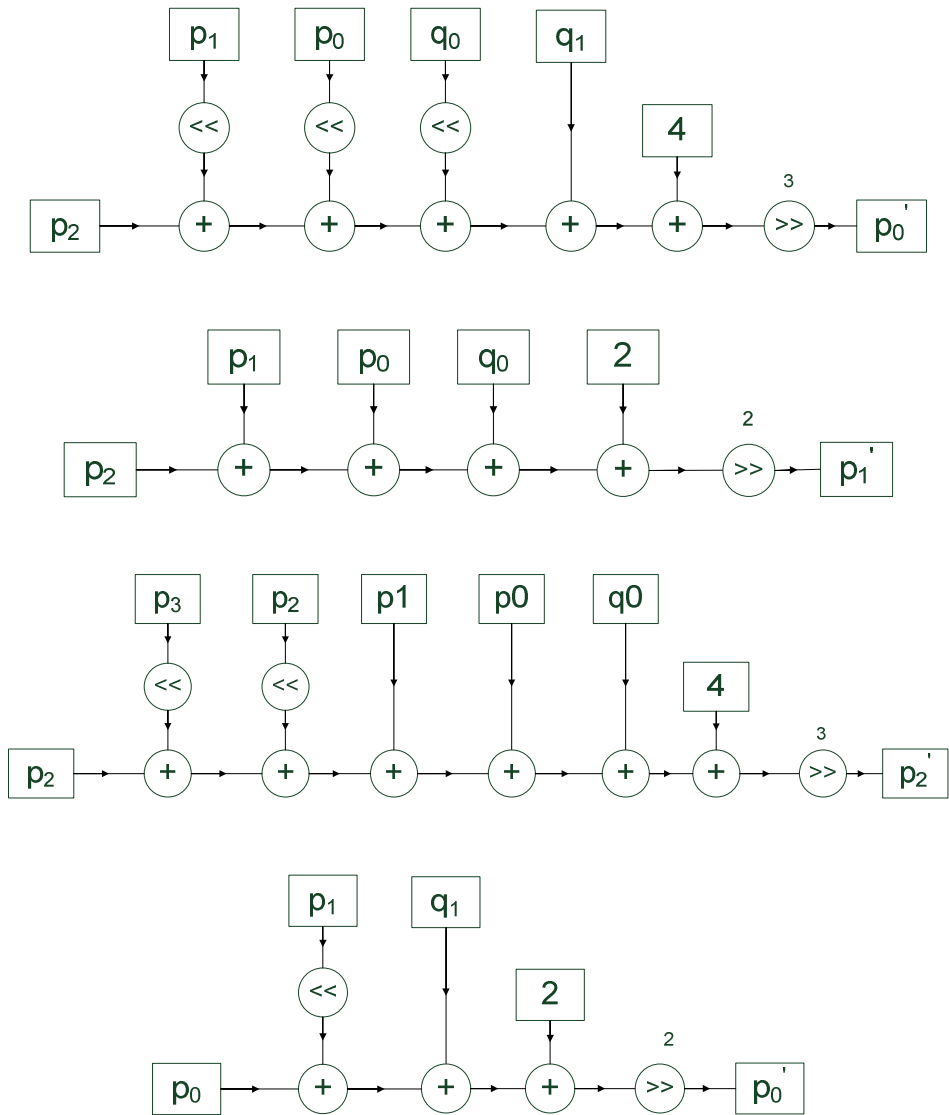 p₁ p₀ q₀ q₁
<< << << 4
3
p₂ + + + + + >> p₀'
p₁ p₀ q₀ 2
2
p₂ + + + + >> p₁'
p₃ p₂ p1 p0 q0
<< << 4
3
p₂ + + + + + + >> p₂'
p₁ q₁
<< 2
2
p₀ + + + >> p₀'